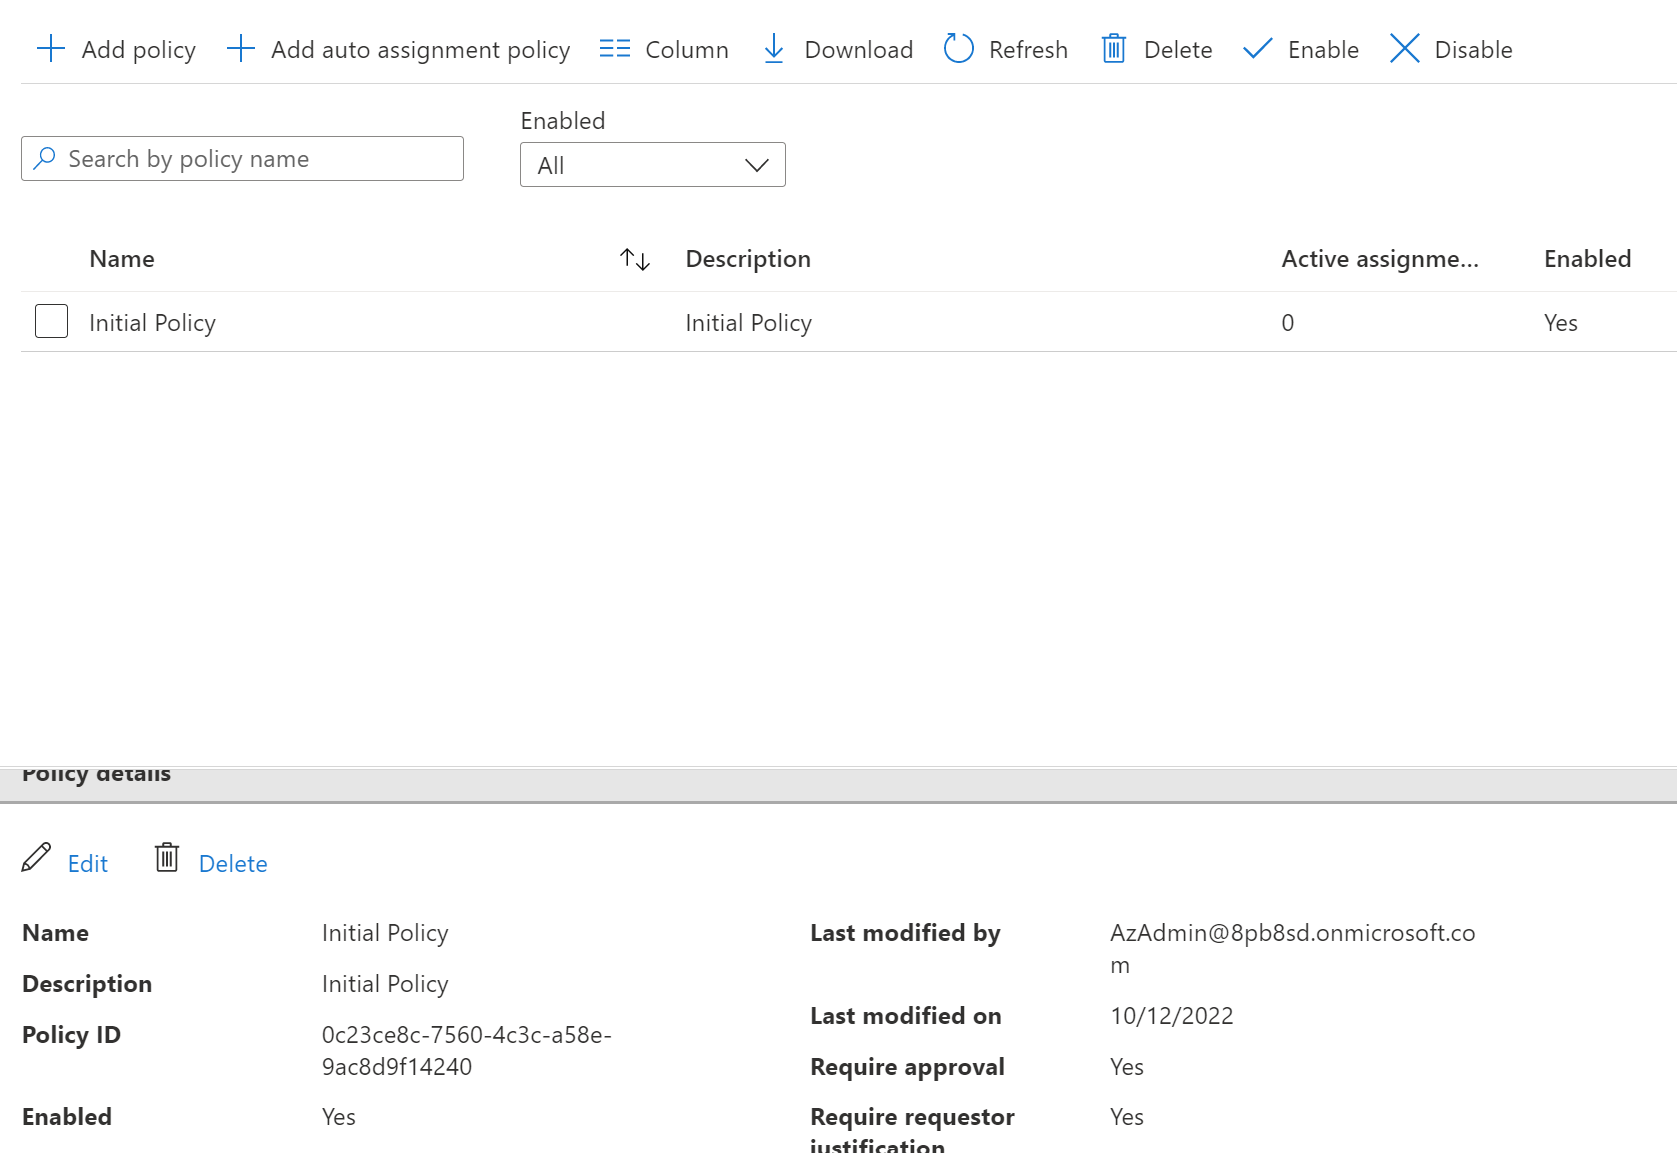 Add policy Add auto assignment policy Column Download Refresh Delete Enable Disable
Enabled
Search by policy name
All
Name Description Active assignme... Enabled
Initial Policy Initial Policy 0 Yes
Policy details
Edit Delete
Name Initial Policy
Description Initial Policy
Policy ID 0c23ce8c-7560-4c3c-a58e-
9ac8d9f14240
Enabled Yes
Last modified by AzAdmin@8pb8sd.onmicrosoft.co
m
Last modified on 10/12/2022
Require approval Yes
Require requestor Yes
justification